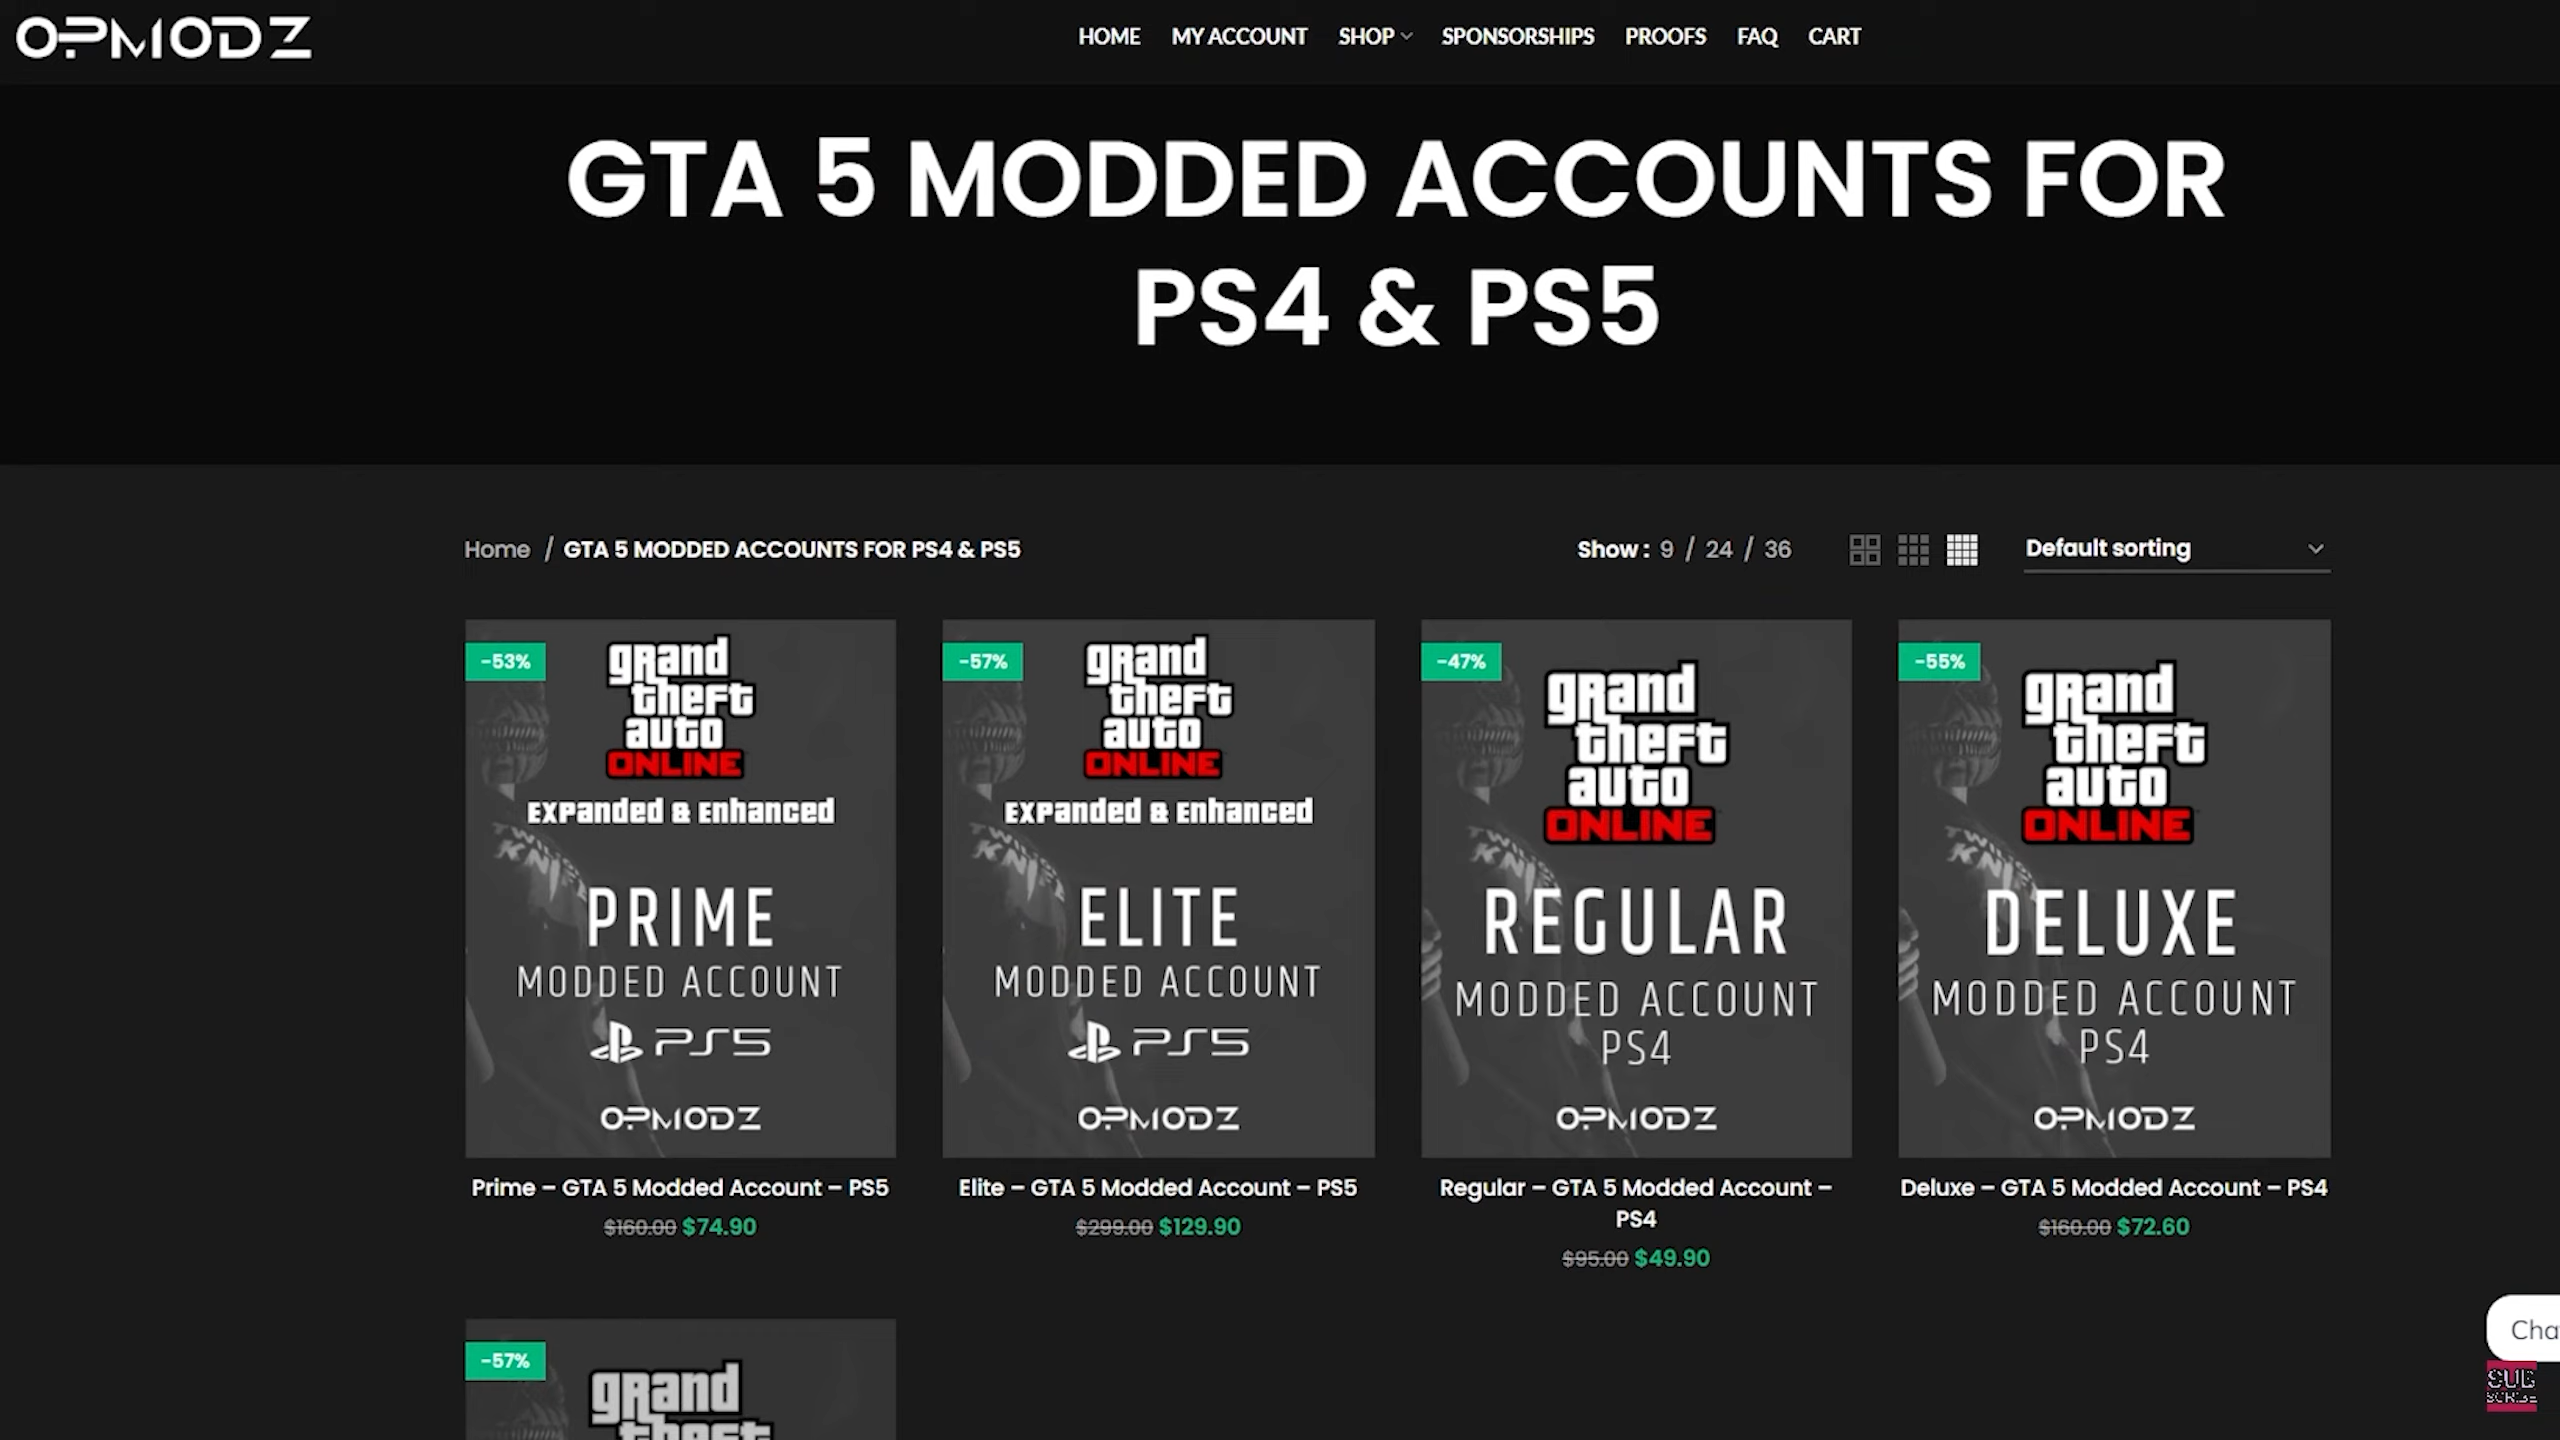 OPMODZ
HOME MY ACCOUNT SHOP SPONSORSHIPS PROOFS FAQ CART
GTA 5 MODDED ACCOUNTS FOR
PS4 & PS5
Home / GTA 5 MODDED ACCOUNTS FOR PS4 & PS5
Show : 9 / 24 / 36
Default sorting
-53%
grand
theft
auto
ONLINE
Expanded & Enhanced
PRIME
MODDED ACCOUNT
PS5
OPMODZ
Prime – GTA 5 Modded Account – PS5
$160.00 $74.90
-57%
grand
theft
auto
ONLINE
Expanded & Enhanced
ELITE
MODDED ACCOUNT
PS5
OPMODZ
Elite – GTA 5 Modded Account – PS5
$299.00 $129.90
-47%
grand
theft
auto
ONLINE
REGULAR
MODDED ACCOUNT
PS4
OPMODZ
Regular – GTA 5 Modded Account –
PS4
$95.00 $49.90
-55%
grand
theft
auto
ONLINE
DELUXE
MODDED ACCOUNT
PS4
OPMODZ
Deluxe – GTA 5 Modded Account – PS4
$160.00 $72.60
-57%
grand
theft
Cha
SUB
SCRIBE